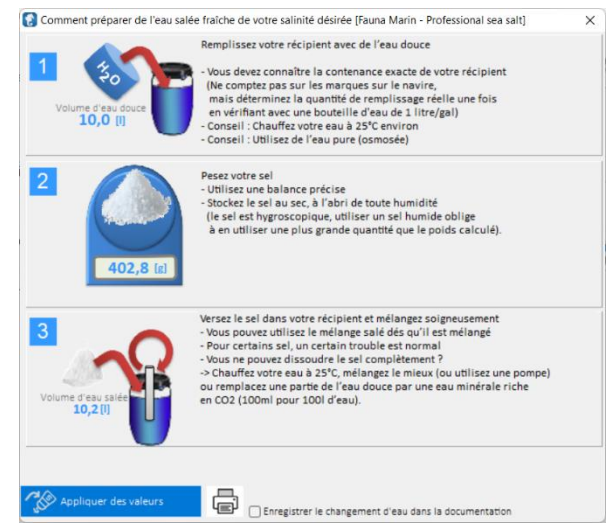 Comment préparer de l'eau salée fraîche de votre salinité désirée [Fauna Marin - Professional sea salt]
1
H2O
Volume d'eau douce
10,0 [l]
Remplissez votre récipient avec de l'eau douce
- Vous devez connaître la contenance exacte de votre récipient
(Ne comptez pas sur les marques sur le navire,
mais déterminez la quantité de remplissage réelle une fois
en vérifiant avec une bouteille d'eau de 1 litre/gal)
- Conseil : Chauffez votre eau à 25°C environ
- Conseil : Utilisez de l'eau pure (osmosée)
2
402,8 [g]
Pesez votre sel
- Utilisez une balance précise
- Stockez le sel au sec, à l'abri de toute humidité
(le sel est hygroscopique, utiliser un sel humide oblige
à en utiliser une plus grande quantité que le poids calculé).
3
Volume d'eau salée
10,2 [l]
Versez le sel dans votre récipient et mélangez soigneusement
- Vous pouvez utilisez le mélange salé dés qu'il est mélangé
- Pour certains sel, un certain trouble est normal
- Vous ne pouvez dissoudre le sel complètement ?
-> Chauffez votre eau à 25°C, mélangez le mieux (ou utilisez une pompe)
ou remplacez une partie de l'eau douce par une eau minérale riche
en CO2 (100ml pour 100l d'eau).
Appliquer des valeurs
Enregistrer le changement d'eau dans la documentation